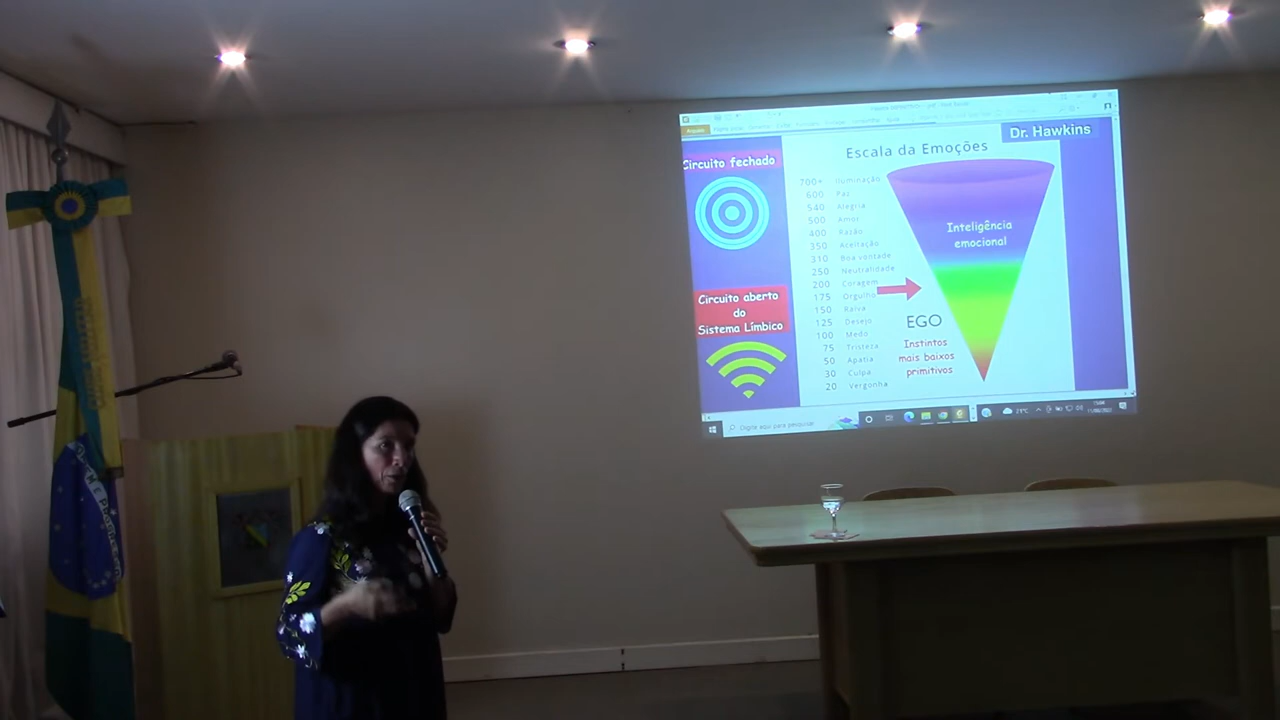 Dr. Hawkins
Escala da Emoções
Circuito fechado
700+ Iluminação
600 Paz
540 Alegria
500 Amor
400 Razão
350 Aceitação
310 Boa vontade
250 Neutralidade
200 Coragem
175 Orgulho
150 Raiva
125 Desejo
100 Medo
75 Tristeza
50 Apatia
30 Culpa
20 Vergonha
Inteligência
emocional
Circuito aberto
do
Sistema Límbico
EGO
Instintos
mais baixos
primitivos
Digite aqui para pesquisar
21°C